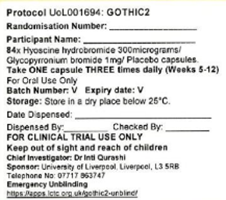 Protocol UoL001694: GOTHIC2
Randomisation Number:
Participant Name:
84x Hyoscine hydrobromide 300micrograms/
Glycopyrronium bromide 1mg/ Placebo capsules.
Take ONE capsule THREE times daily (Weeks 5-12)
For Oral Use Only
Batch Number: V Expiry date: V
Storage: Store in a dry place below 25°C.
Date Dispensed:
Dispensed By: Checked By:
FOR CLINICAL TRIAL USE ONLY
Keep out of sight and reach of children
Chief Investigator: Dr Inti Qurashi
Sponsor: University of Liverpool, Liverpool, L3 5RB
Telephone No: 07717 863747
Emergency Unblinding
https://apps.lctc.org.uk/gothic2-unblind/